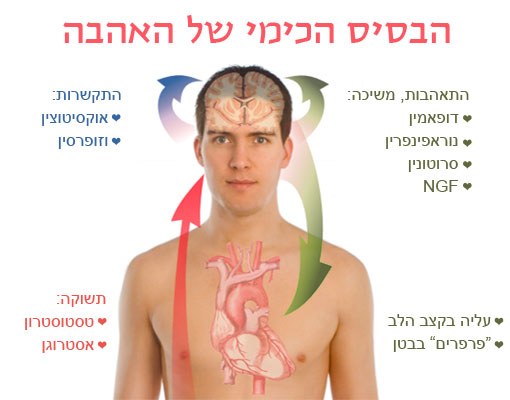 הבסיס הכימי של האהבה
התאהבות, משיכה:
דופאמין
נוראפינפרין
סרוטונין
NGF
התקשרות:
אוקסיטוצין
וזופרסין
עליה בקצב הלב
"פרפרים" בבטן
תשוקה:
טסטוסטרון
אסטרוגן